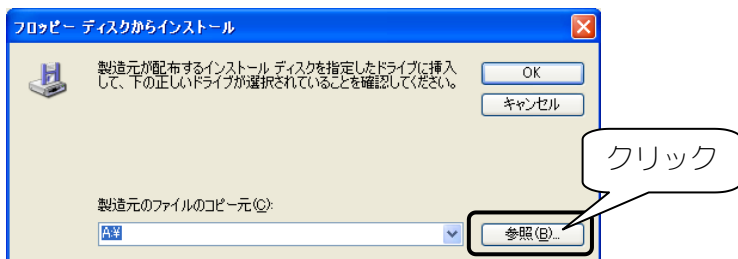 フロッピー ディスクからインストール
製造元が配布するインストール ディスクを指定したドライブに挿入
して、下の正しいドライブが選択されていることを確認してください。
OK
キャンセル
クリック
製造元のファイルのコピー元(C):
A:¥
参照(B)...